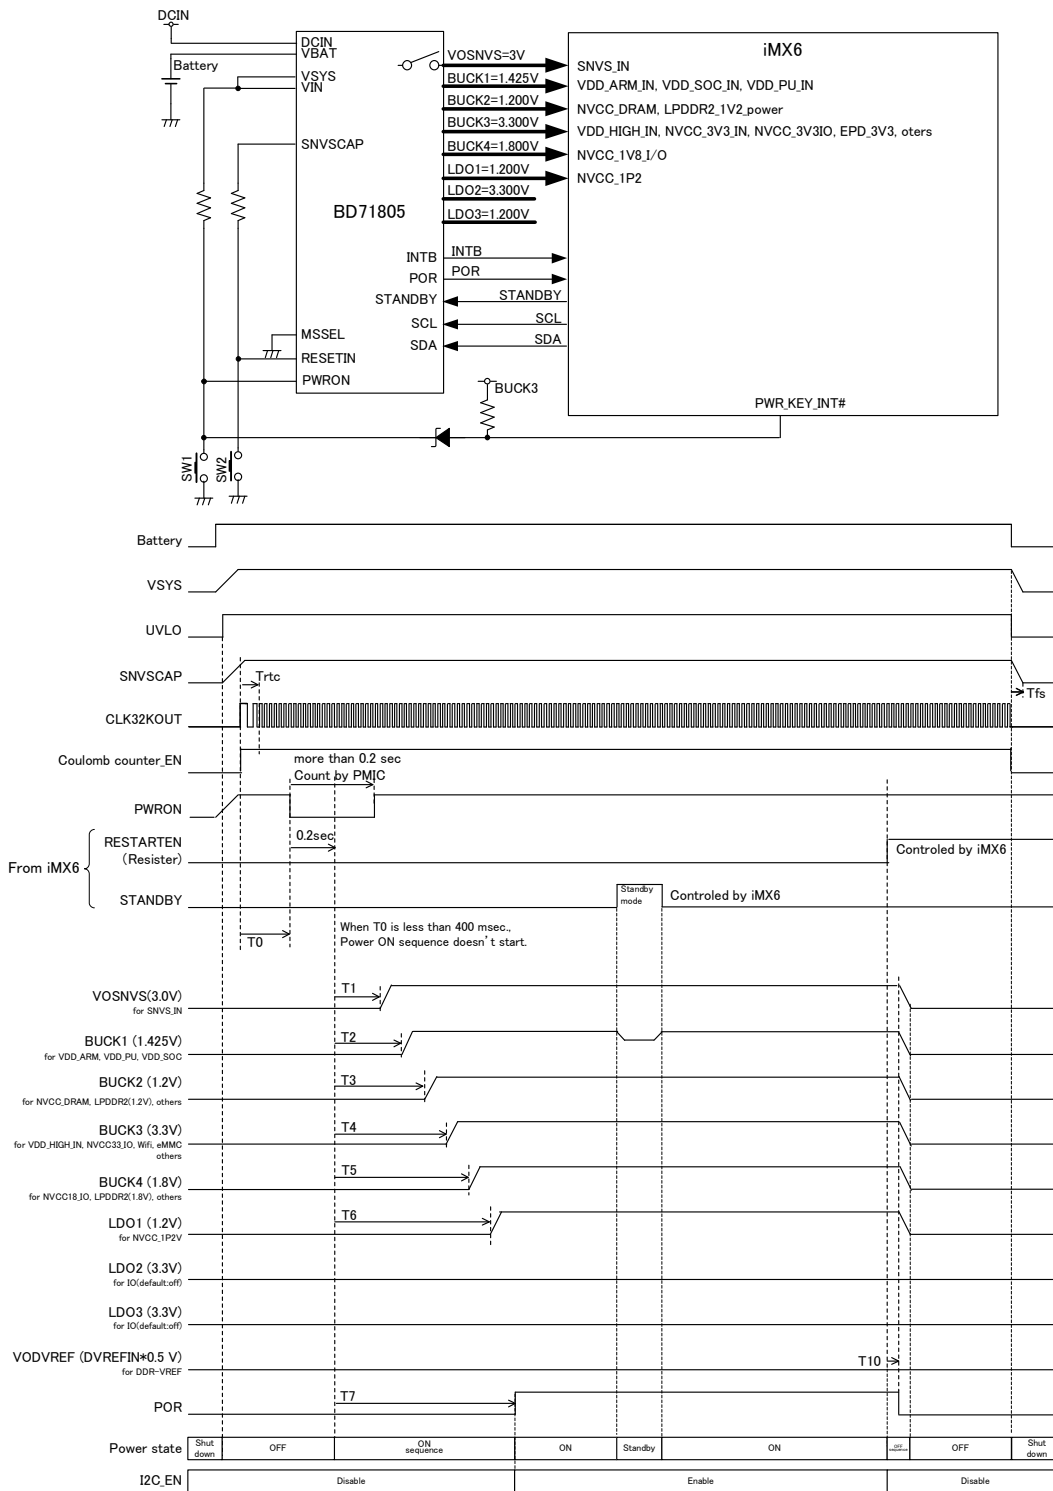 DCIN
DCIN
VBAT
Battery
VSYS
VIN
SNVSCAP
BD71805
INTB
POR
STANDBY
SCL
SDA
MSSEL
RESETIN
PWRON
VOSNVS=3V
BUCK1=1.425V
BUCK2=1.200V
BUCK3=3.300V
BUCK4=1.800V
LDO1=1.200V
LDO2=3.300V
LDO3=1.200V
INTB
POR
STANDBY
SCL
SDA
iMX6
SNVS_IN
VDD_ARM_IN, VDD_SOC_IN, VDD_PU_IN
NVCC_DRAM, LPDDR2_1V2_power
VDD_HIGH_IN, NVCC_3V3_IN, NVCC_3V3IO, EPD_3V3, oters
NVCC_1V8_I/O
NVCC_1P2
PWR_KEY_INT#
BUCK3
SW1
SW2
Battery
VSYS
UVLO
SNVSCAP
Trtc
Tfs
CLK32KOUT
Coulomb counter_EN
more than 0.2 sec
Count by PMIC
PWRON
0.2sec
From iMX6
RESTARTEN
(Resister)
Controled by iMX6
STANDBY
Standby
mode
Controled by iMX6
T0
When T0 is less than 400 msec.,
Power ON sequence doesn't start.
VOSNVS(3.0V)
for SNVS_IN
T1
BUCK1 (1.425V)
for VDD_ARM, VDD_PU, VDD_SOC
T2
BUCK2 (1.2V)
for NVCC_DRAM, LPDDR2(1.2V), others
T3
BUCK3 (3.3V)
for VDD_HIGH_IN, NVCC33_IO, Wifi, eMMC
others
T4
BUCK4 (1.8V)
for NVCC18_IO, LPDDR2(1.8V), others
T5
LDO1 (1.2V)
for NVCC_1P2V
T6
LDO2 (3.3V)
for IO(default:off)
LDO3 (3.3V)
for IO(default:off)
VODVREF (DVREFIN*0.5 V)
for DDR-VREF
T10
POR
T7
Power state
Shut
down
OFF
ON
sequence
ON
Standby
ON
OFF
sequence
OFF
Shut
down
I2C_EN
Disable
Enable
Disable